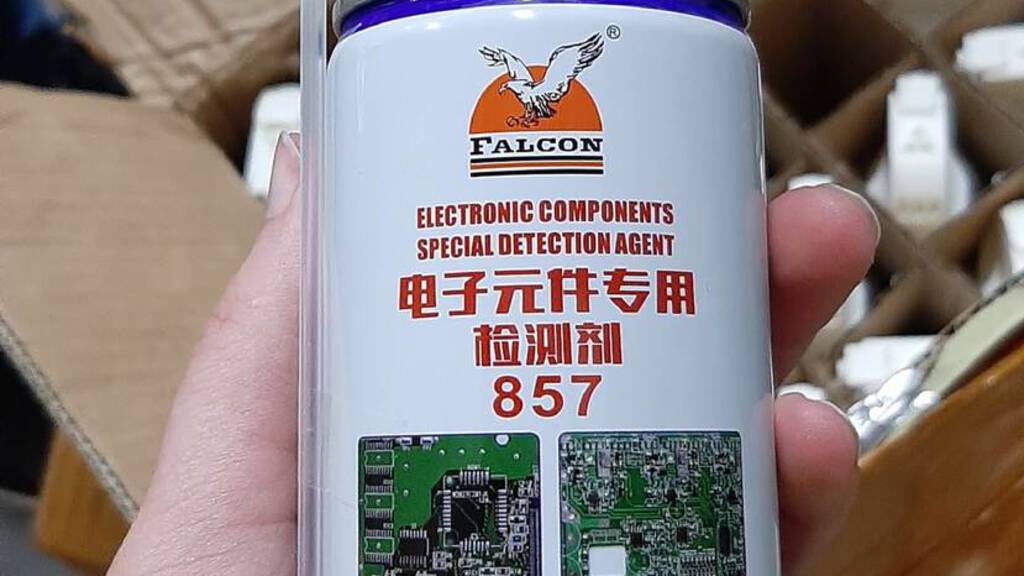 ®
FALCON
ELECTRONIC COMPONENTS
SPECIAL DETECTION AGENT
电子元件专用
检测剂
857